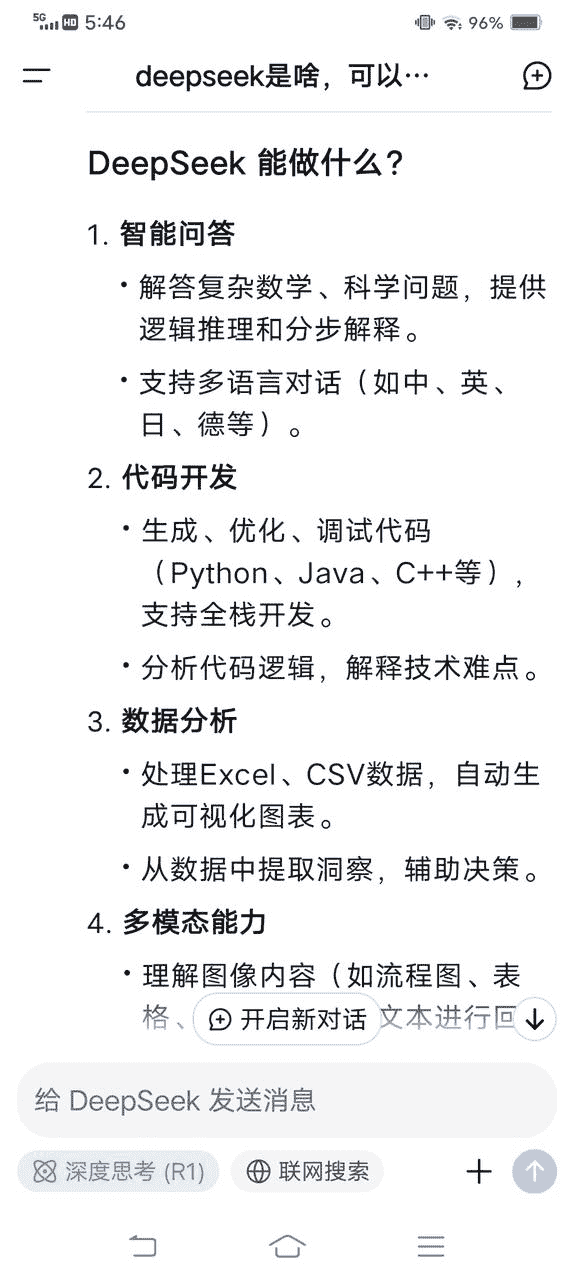 5G HD 5:46 96%
deepseek是啥，可以…
DeepSeek 能做什么？
1. 智能问答
• 解答复杂数学、科学问题，提供
逻辑推理和分步解释。
• 支持多语言对话（如中、英、
日、德等）。
2. 代码开发
• 生成、优化、调试代码
（Python、Java、C++等），
支持全栈开发。
• 分析代码逻辑，解释技术难点。
3. 数据分析
• 处理Excel、CSV数据，自动生
成可视化图表。
• 从数据中提取洞察，辅助决策。
4. 多模态能力
• 理解图像内容（如流程图、表
格、
开启新对话
文本进行回
给 DeepSeek 发送消息
深度思考 (R1) 联网搜索